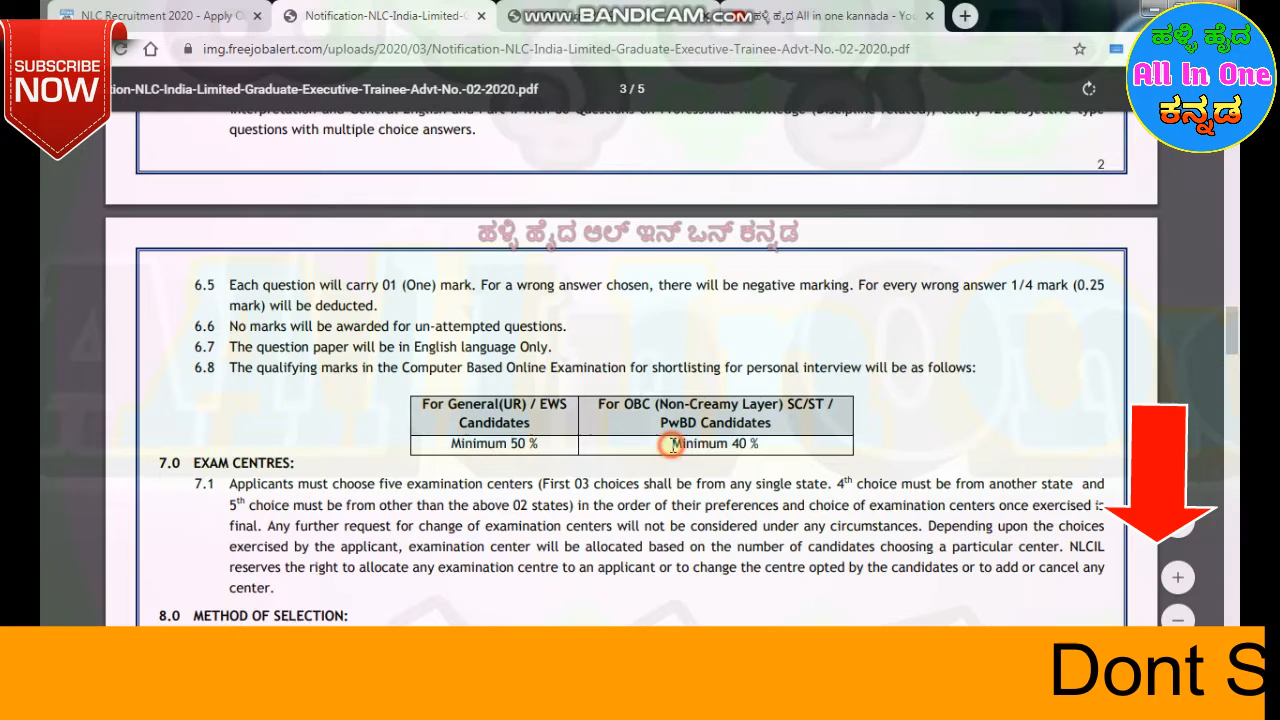 NLC Recruitment 2020 - Apply O
Notification-NLC-India-Limited-G
www.BANDICAM.com
ಹಳ್ಳಿ ಹೈದ All in one kannada - You
img.freejobalert.com/uploads/2020/03/Notification-NLC-India-Limited-Graduate-Executive-Trainee-Advt-No.-02-2020.pdf
SUBSCRIBE
NOW
ಹಳ್ಳಿ ಹೈದ
All In One
ಕನ್ನಡ
ion-NLC-India-Limited-Graduate-Executive-Trainee-Advt-No.-02-2020.pdf
3 / 5
questions with multiple choice answers.
2
ಹಳ್ಳಿ ಹೈದ ಆಲ್ ಇನ್ ಒನ್ ಕನ್ನಡ
6.5 Each question will carry 01 (One) mark. For a wrong answer chosen, there will be negative marking. For every wrong answer 1/4 mark (0.25
mark) will be deducted.
6.6 No marks will be awarded for un-attempted questions.
6.7 The question paper will be in English language Only.
6.8 The qualifying marks in the Computer Based Online Examination for shortlisting for personal interview will be as follows:
For General(UR) / EWS
Candidates
For OBC (Non-Creamy Layer) SC/ST /
PwBD Candidates
Minimum 50 %
Minimum 40 %
7.0 EXAM CENTRES:
7.1 Applicants must choose five examination centers (First 03 choices shall be from any single state. 4th choice must be from another state and
5th choice must be from other than the above 02 states) in the order of their preferences and choice of examination centers once exercised is
final. Any further request for change of examination centers will not be considered under any circumstances. Depending upon the choices
exercised by the applicant, examination center will be allocated based on the number of candidates choosing a particular center. NLCIL
reserves the right to allocate any examination centre to an applicant or to change the centre opted by the candidates or to add or cancel any
center.
8.0 METHOD OF SELECTION:
Dont S